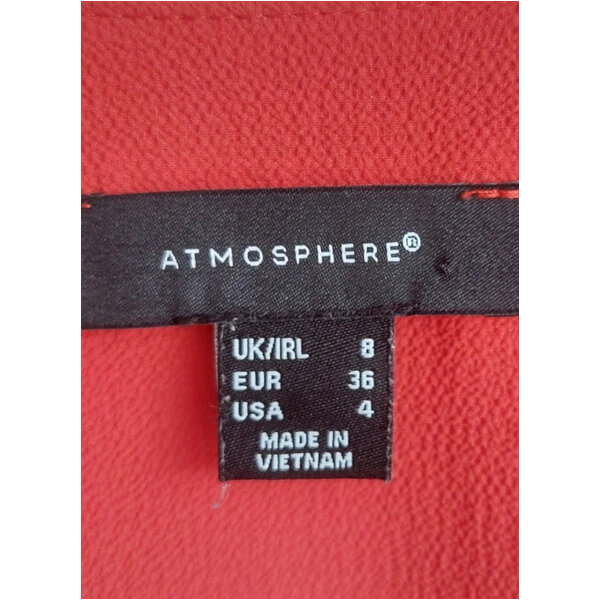 ATMOSPHERE®
UK/IRL 8
EUR 36
USA 4
MADE IN
VIETNAM